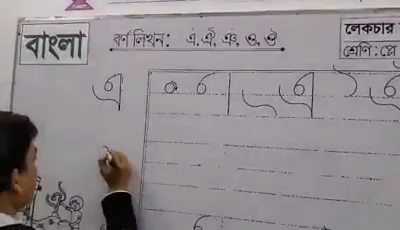 বাংলা
বর্ণ লিখন: এ, ঐ, ঞ, ও, ঔ
লেকচার
শ্রেণি: প্লে
এ